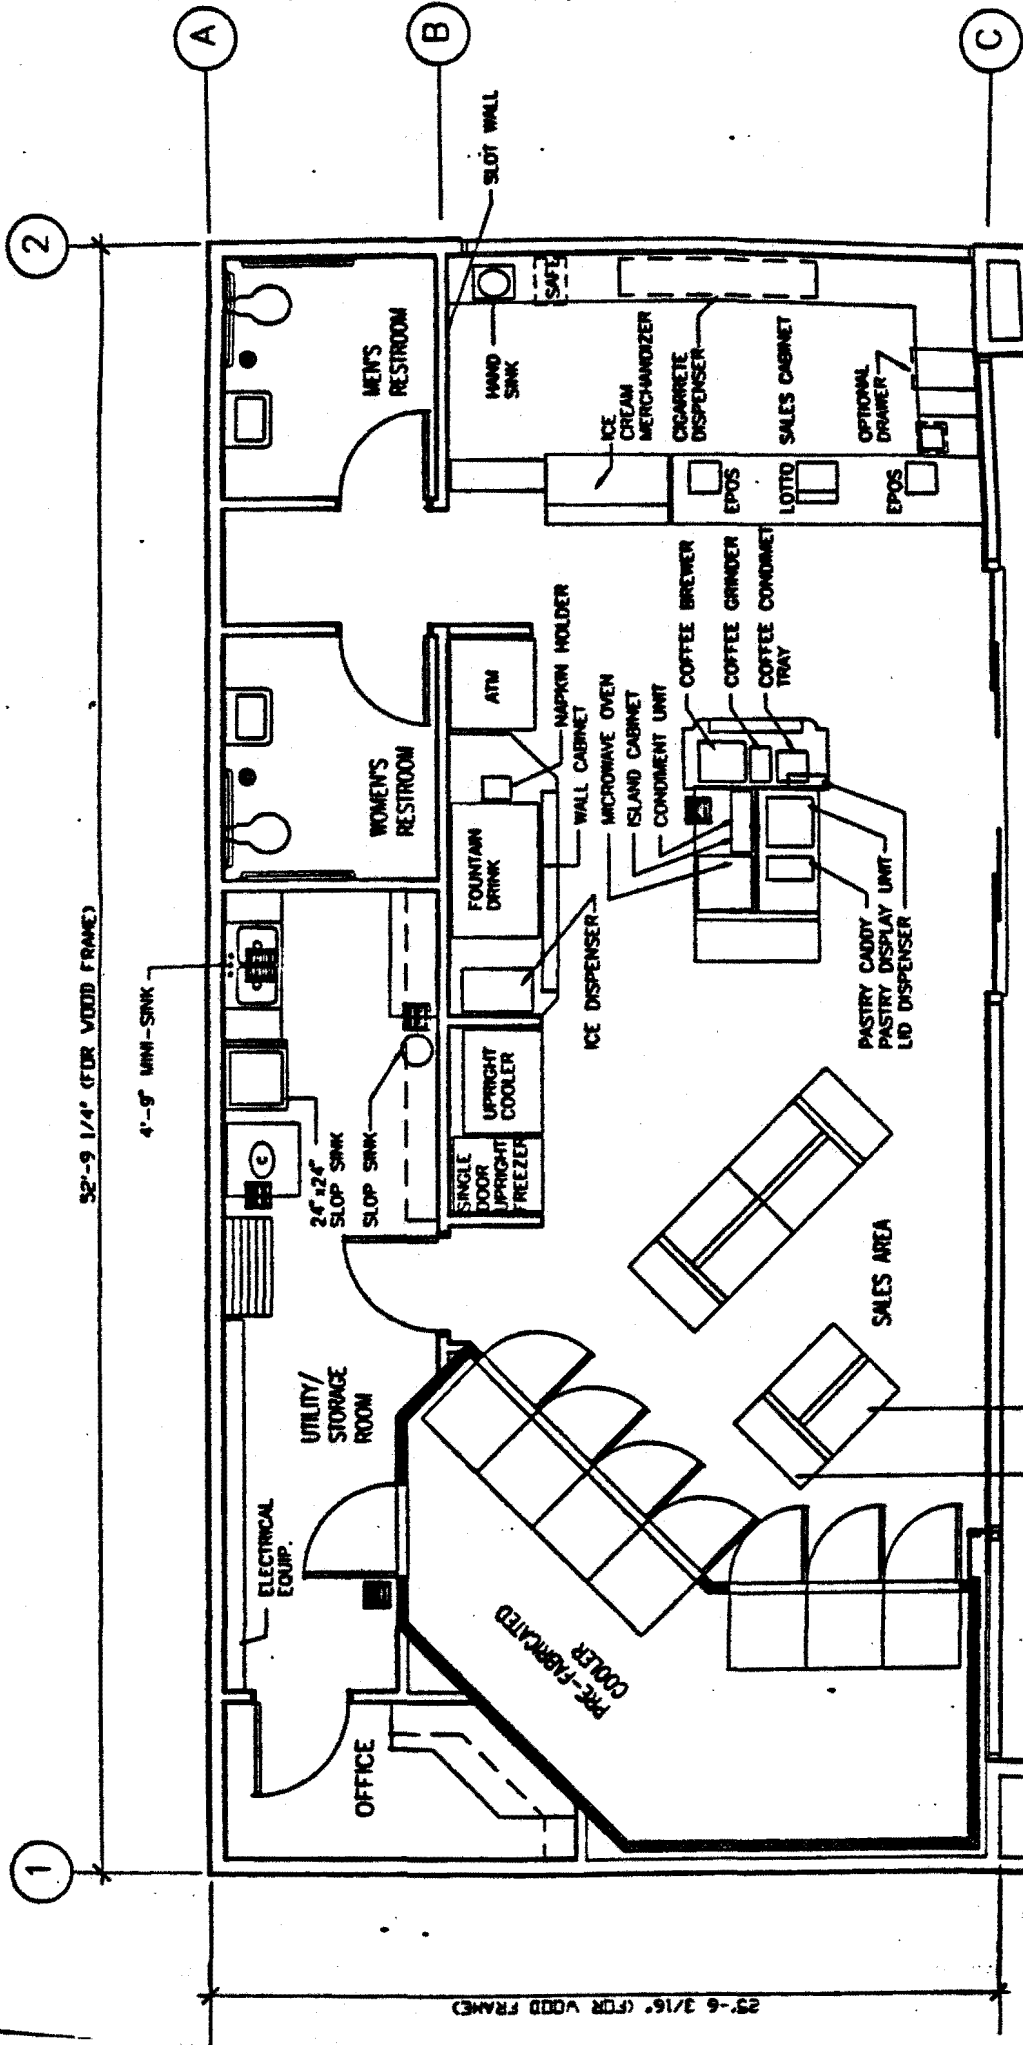 1
2
A
B
C
52'-9 1/4" (FOR WOOD FRAME)
25'-6 3/16" (FOR WOOD FRAME)
4'-9" MINI-SINK
24"x24"
SLOP SINK
SLOP SINK
C
ELECTRICAL
EQUIP.
UTILITY/
STORAGE
ROOM
OFFICE
WOMEN'S
RESTROOM
MEN'S
RESTROOM
SLOT WALL
HAND
SINK
SAFE
ICE
CREAM
MERCHANDIZER
CIGARRETE
DISPENSER
SALES CABINET
OPTIONAL
DRAWER
EPOS
LOTTO
EPOS
ATM
FOUNTAIN
DRINK
NAPKIN HOLDER
WALL CABINET
MICROWAVE OVEN
ISLAND CABINET
CONDIMENT UNIT
COFFEE BREWER
COFFEE GRINDER
COFFEE CONDIMET
TRAY
ICE DISPENSER
UPRIGHT
COOLER
SINGLE
DOOR
UPRIGHT
FREEZER
PASTRY CADDY
PASTRY DISPLAY UNIT
LID DISPENSER
SALES AREA
PRE-FABRICATED
COOLER